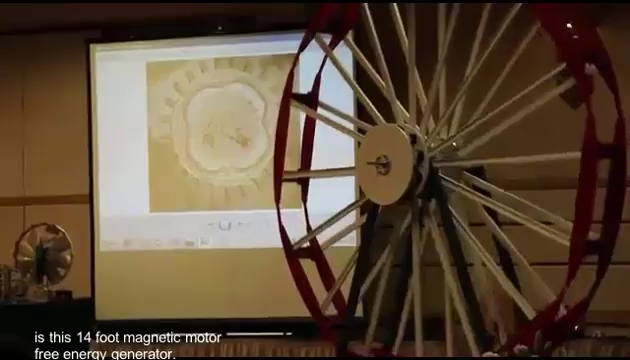 is this 14 foot magnetic motor
free energy generator.